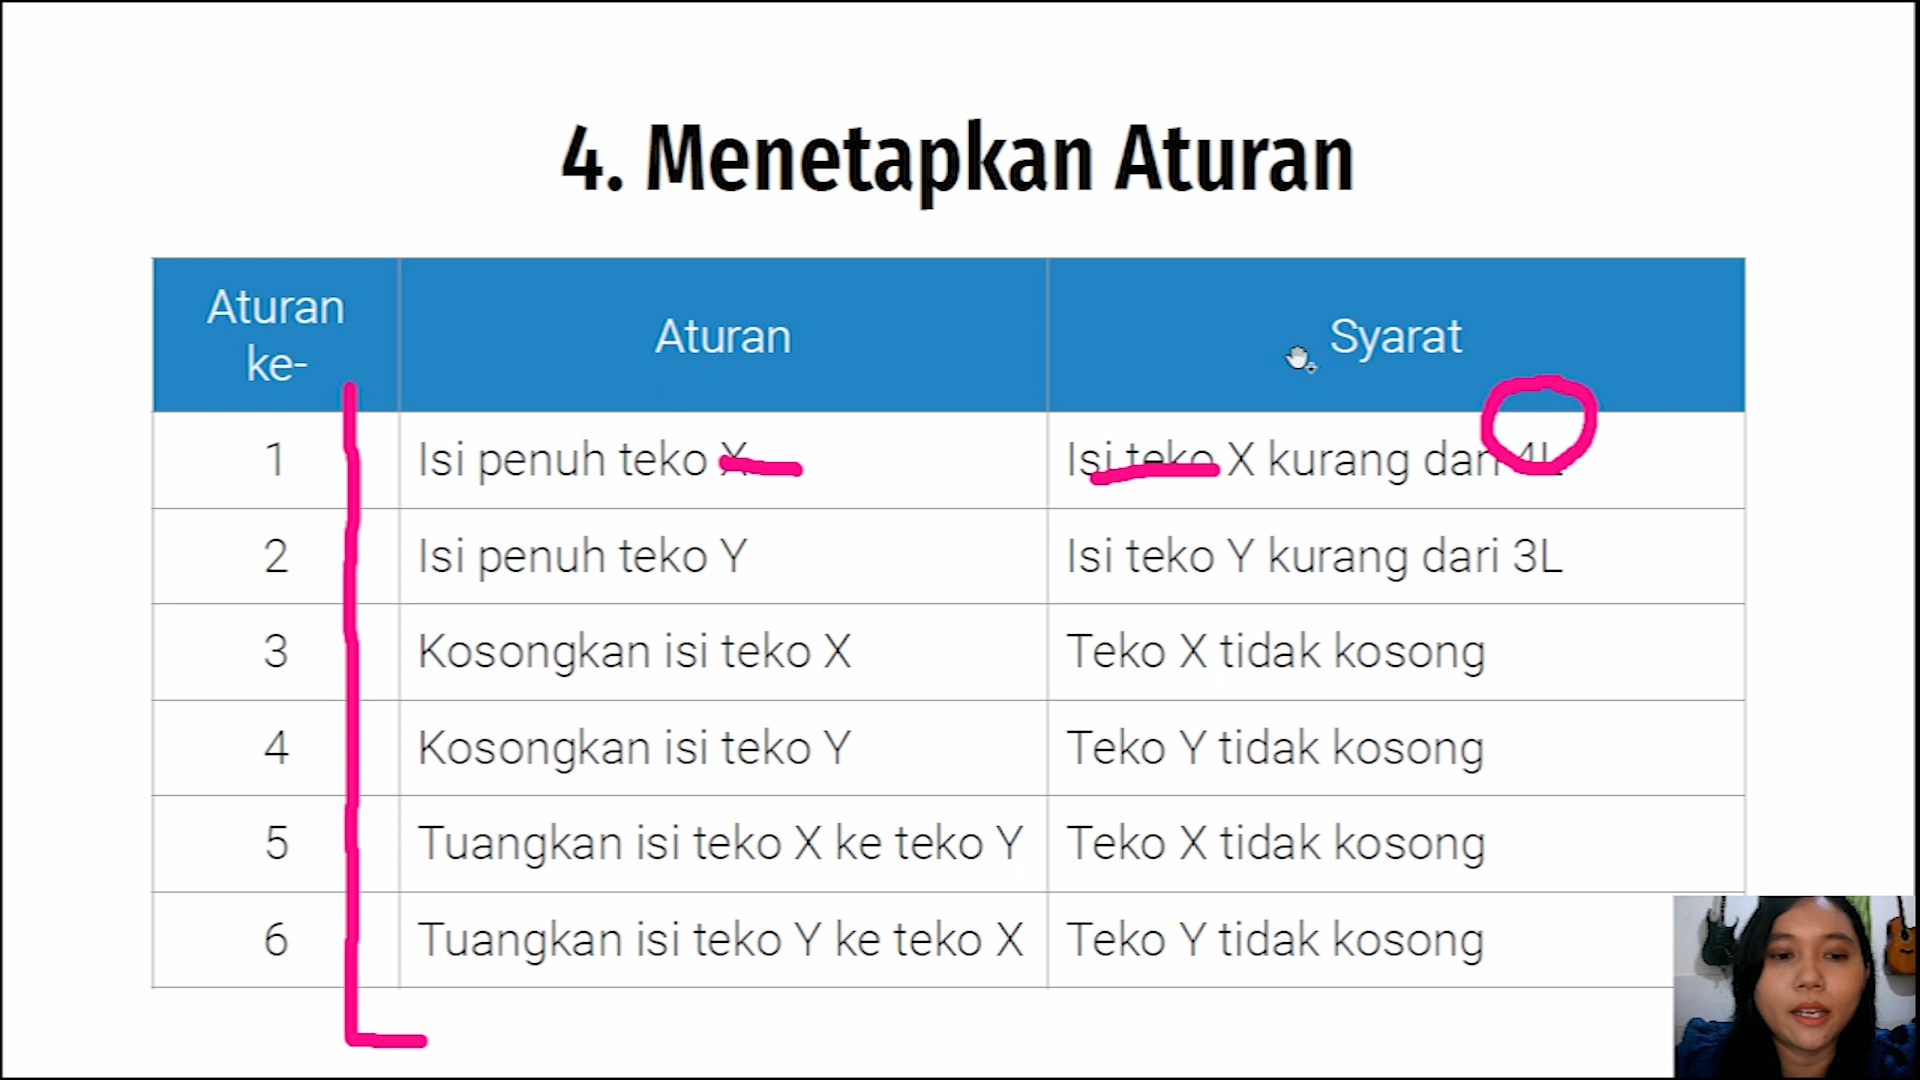 4. Menetapkan Aturan
Aturan ke-
Aturan
Syarat
1
Isi penuh teko X
Isi teko X kurang dari 4L
2
Isi penuh teko Y
Isi teko Y kurang dari 3L
3
Kosongkan isi teko X
Teko X tidak kosong
4
Kosongkan isi teko Y
Teko Y tidak kosong
5
Tuangkan isi teko X ke teko Y
Teko X tidak kosong
6
Tuangkan isi teko Y ke teko X
Teko Y tidak kosong